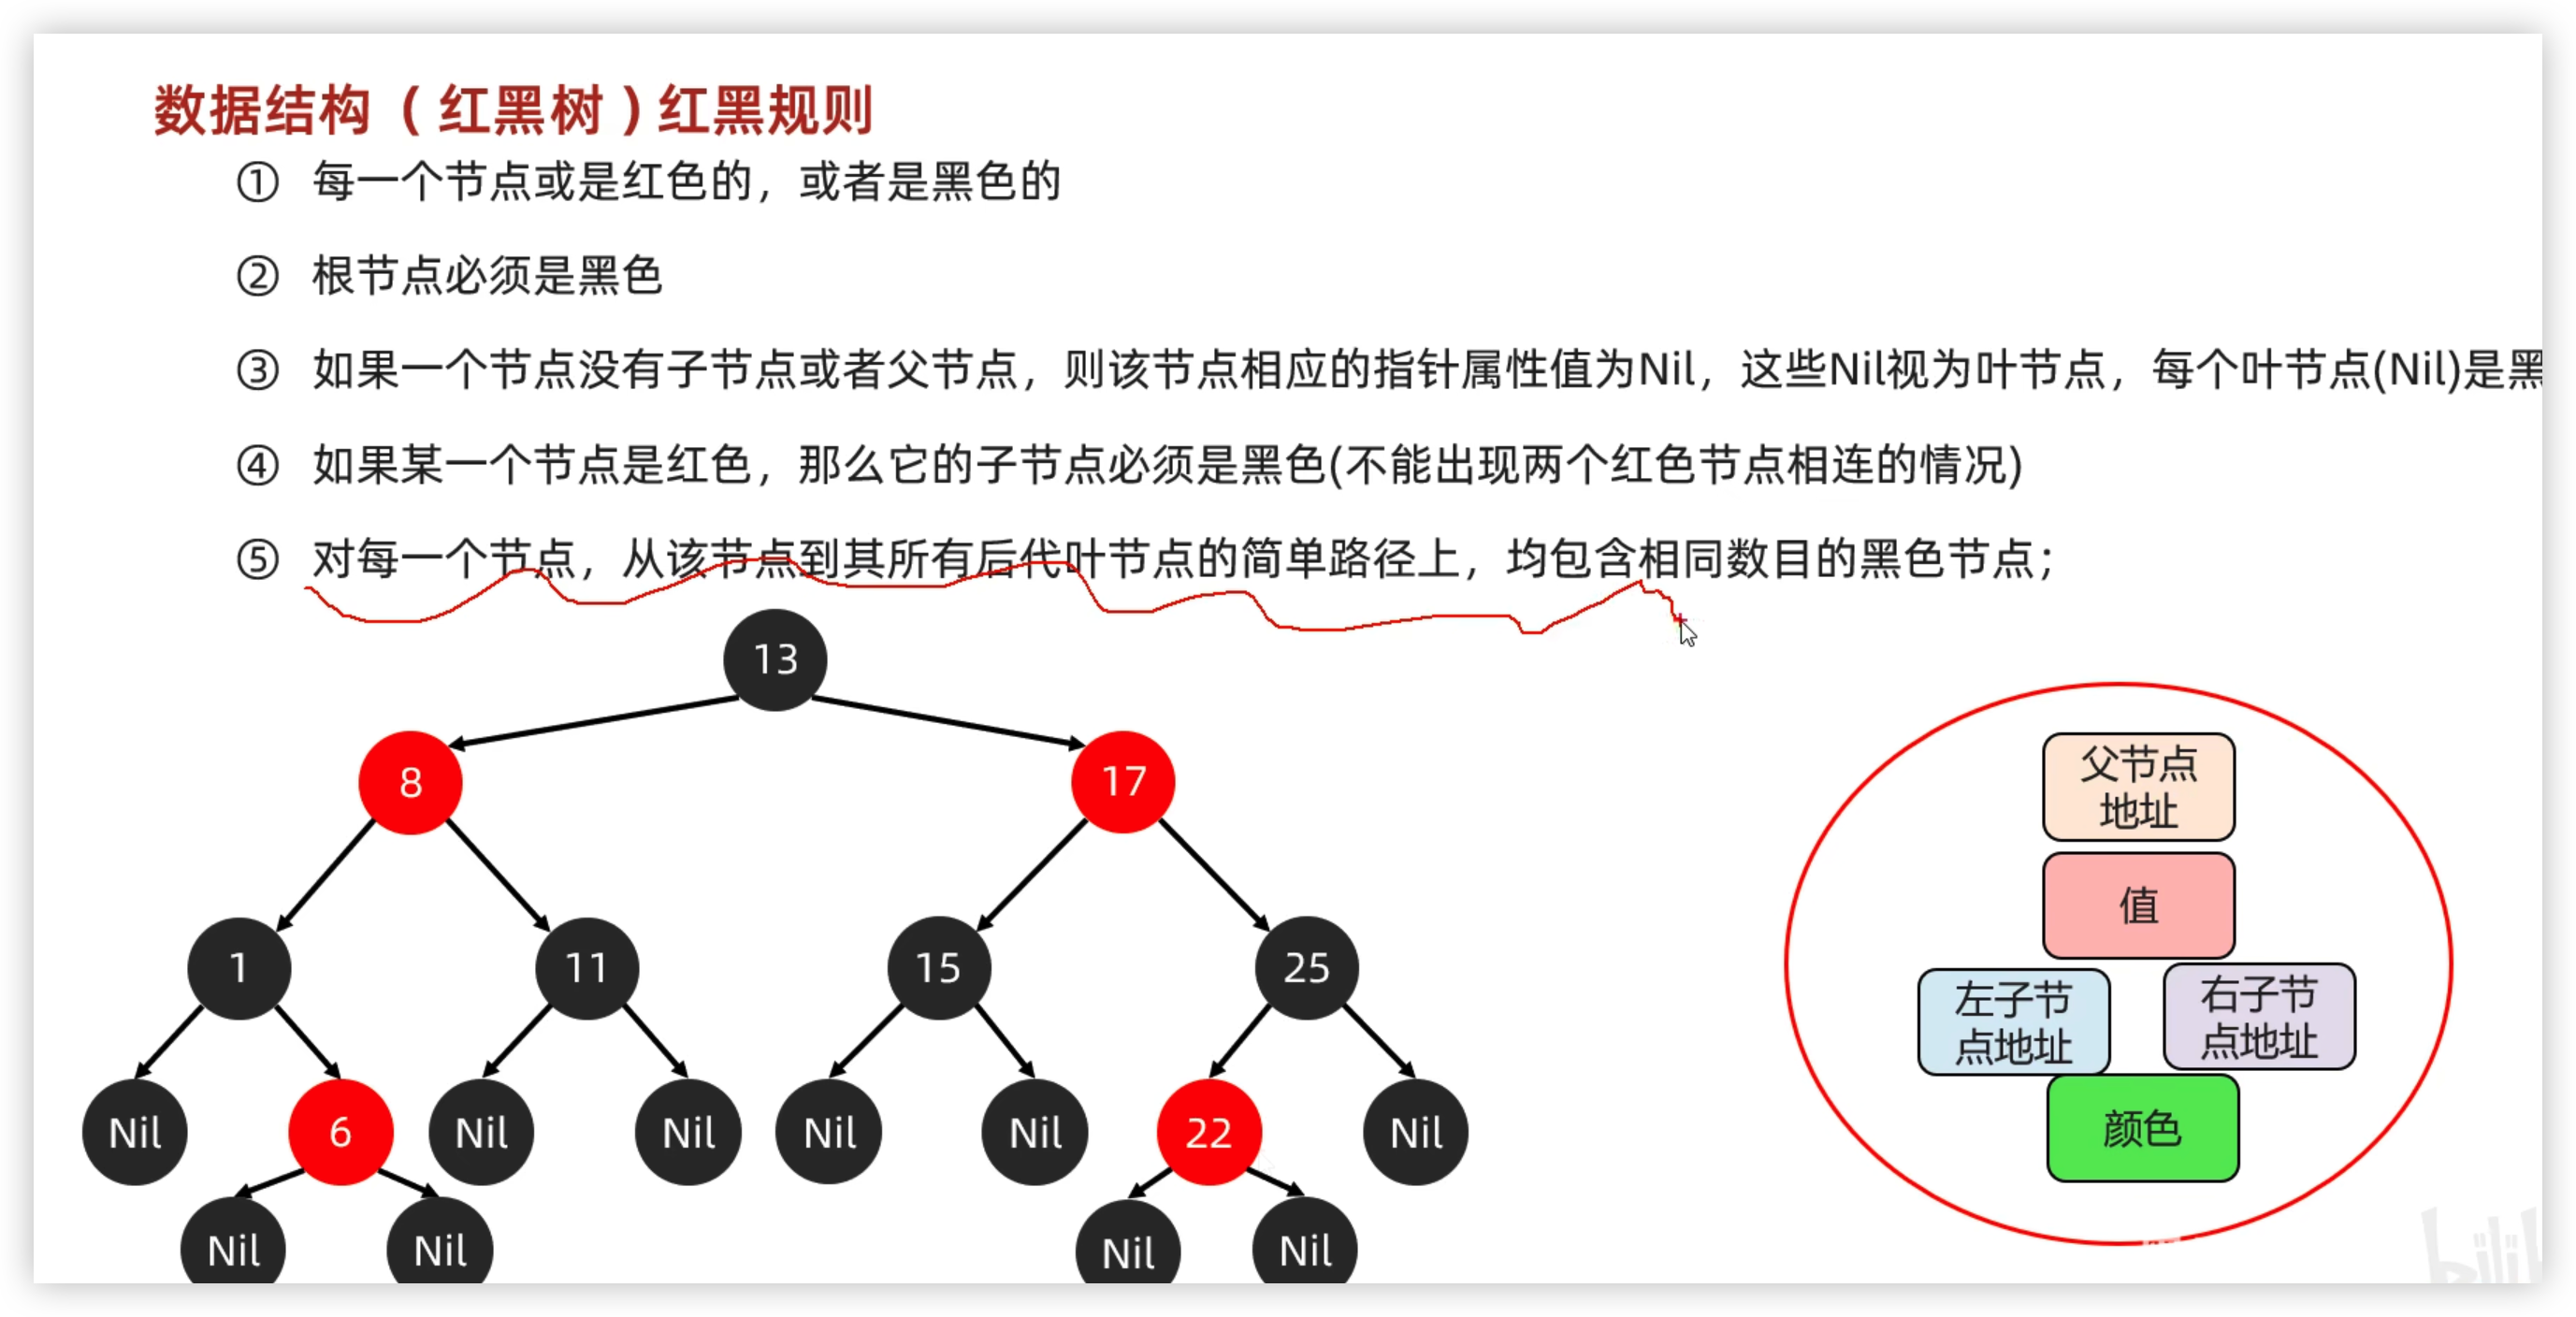 数据结构（红黑树）红黑规则
① 每一个节点或是红色的，或者是黑色的
② 根节点必须是黑色
③ 如果一个节点没有子节点或者父节点，则该节点相应的指针属性值为Nil，这些Nil视为叶节点，每个叶节点(Nil)是黑
④ 如果某一个节点是红色，那么它的子节点必须是黑色(不能出现两个红色节点相连的情况)
⑤ 对每一个节点，从该节点到其所有后代叶节点的简单路径上，均包含相同数目的黑色节点；
13
8
17
1
11
15
25
Nil
6
Nil
Nil
Nil
Nil
22
Nil
Nil
Nil
Nil
Nil
父节点
地址
值
左子节
点地址
右子节
点地址
颜色
bilibili